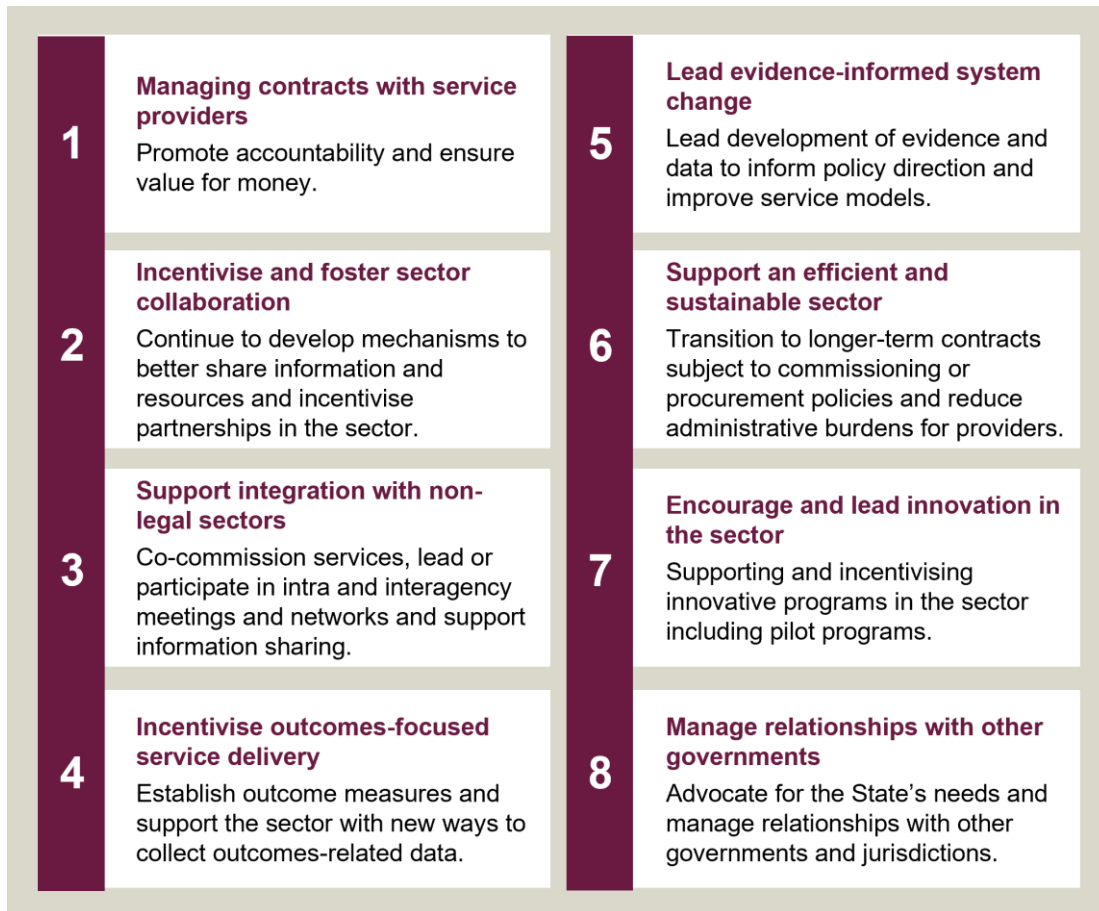 1
Managing contracts with service
providers
Promote accountability and ensure
value for money.
2
Incentivise and foster sector
collaboration
Continue to develop mechanisms to
better share information and
resources and incentivise
partnerships in the sector.
3
Support integration with non-
legal sectors
Co-commission services, lead or
participate in intra and interagency
meetings and networks and support
information sharing.
4
Incentivise outcomes-focused
service delivery
Establish outcome measures and
support the sector with new ways to
collect outcomes-related data.
5
Lead evidence-informed system
change
Lead development of evidence and
data to inform policy direction and
improve service models.
6
Support an efficient and
sustainable sector
Transition to longer-term contracts
subject to commissioning or
procurement policies and reduce
administrative burdens for providers.
7
Encourage and lead innovation in
the sector
Supporting and incentivising
innovative programs in the sector
including pilot programs.
8
Manage relationships with other
governments
Advocate for the State’s needs and
manage relationships with other
governments and jurisdictions.